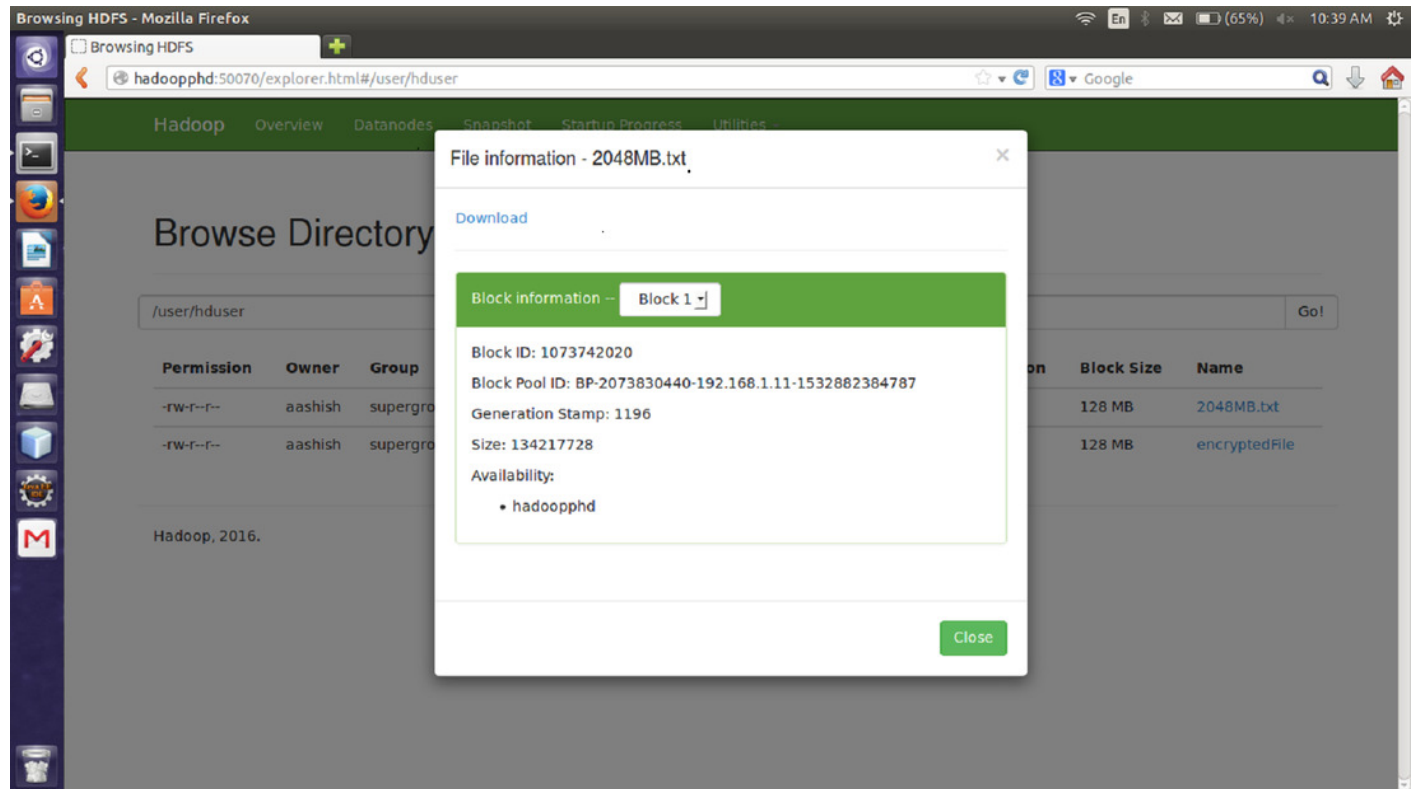 Browsing HDFS - Mozilla Firefox
En (65%) 10:39 AM
Browsing HDFS
hadoopphd:50070/explorer.html#/user/hduser
Google
Hadoop Overview Datanodes Snapshot Startup Progress Utilities
File information - 2048MB.txt
×
Download
Browse Directory
Block information -- Block 1
/user/hduser
Go!
Block ID: 1073742020
Block Pool ID: BP-2073830440-192.168.1.11-1532882384787
Generation Stamp: 1196
Size: 134217728
Availability:
• hadoopphd
Permission Owner Group on Block Size Name
-rw-r--r-- aashish supergro 128 MB 2048MB.txt
-rw-r--r-- aashish supergro 128 MB encryptedFile
Hadoop, 2016.
Close